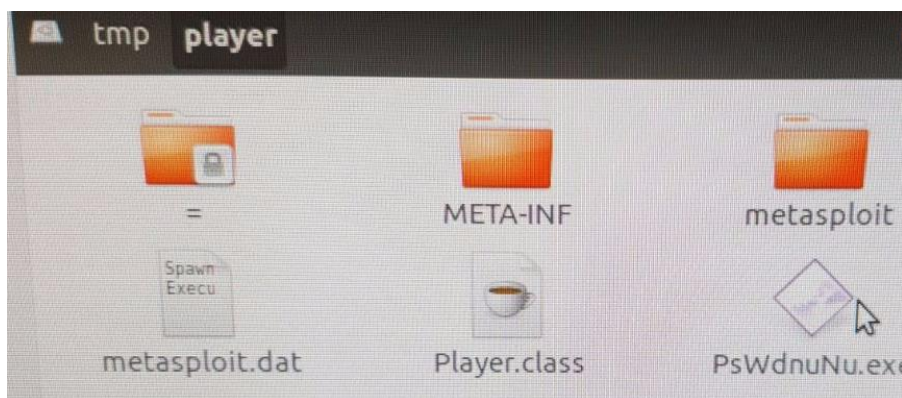 tmp player
= META-INF metasploit
Spawn
Execu
metasploit.dat Player.class PsWdnuNu.exe